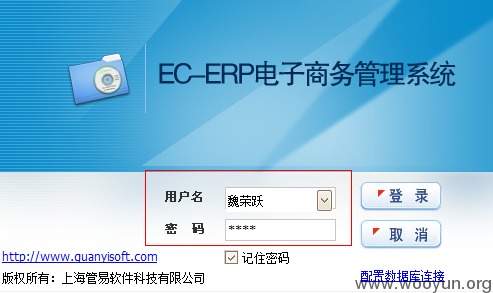 EC-ERP电子商务管理系统
用户名 魏荣跃 登 录
密 码 **** 取 消
http://www.guanyisoft.com 记住密码
版权所有：上海管易软件科技有限公司 配置数据库连接
www.wooyun.org